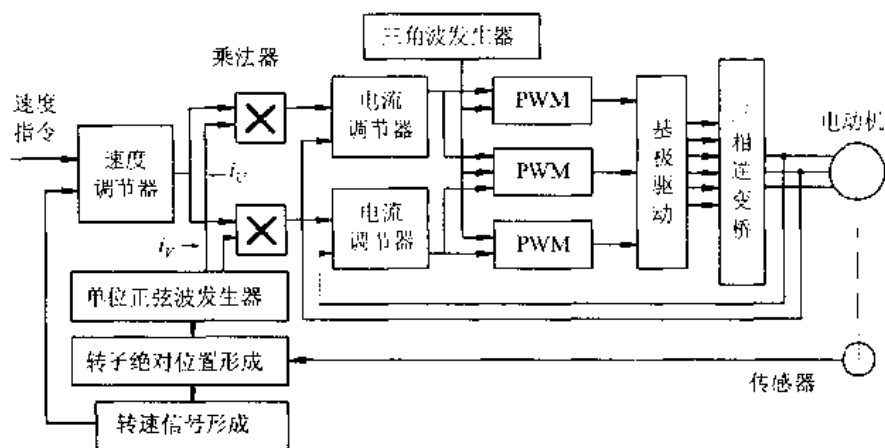 三角波发生器
乘法器
速度
指令
速度
调节器
i_U
i_V
电流
调节器
电流
调节器
PWM
PWM
PWM
基极驱动
相逆变桥
电动机
单位正弦波发生器
转子绝对位置形成
转速信号形成
传感器